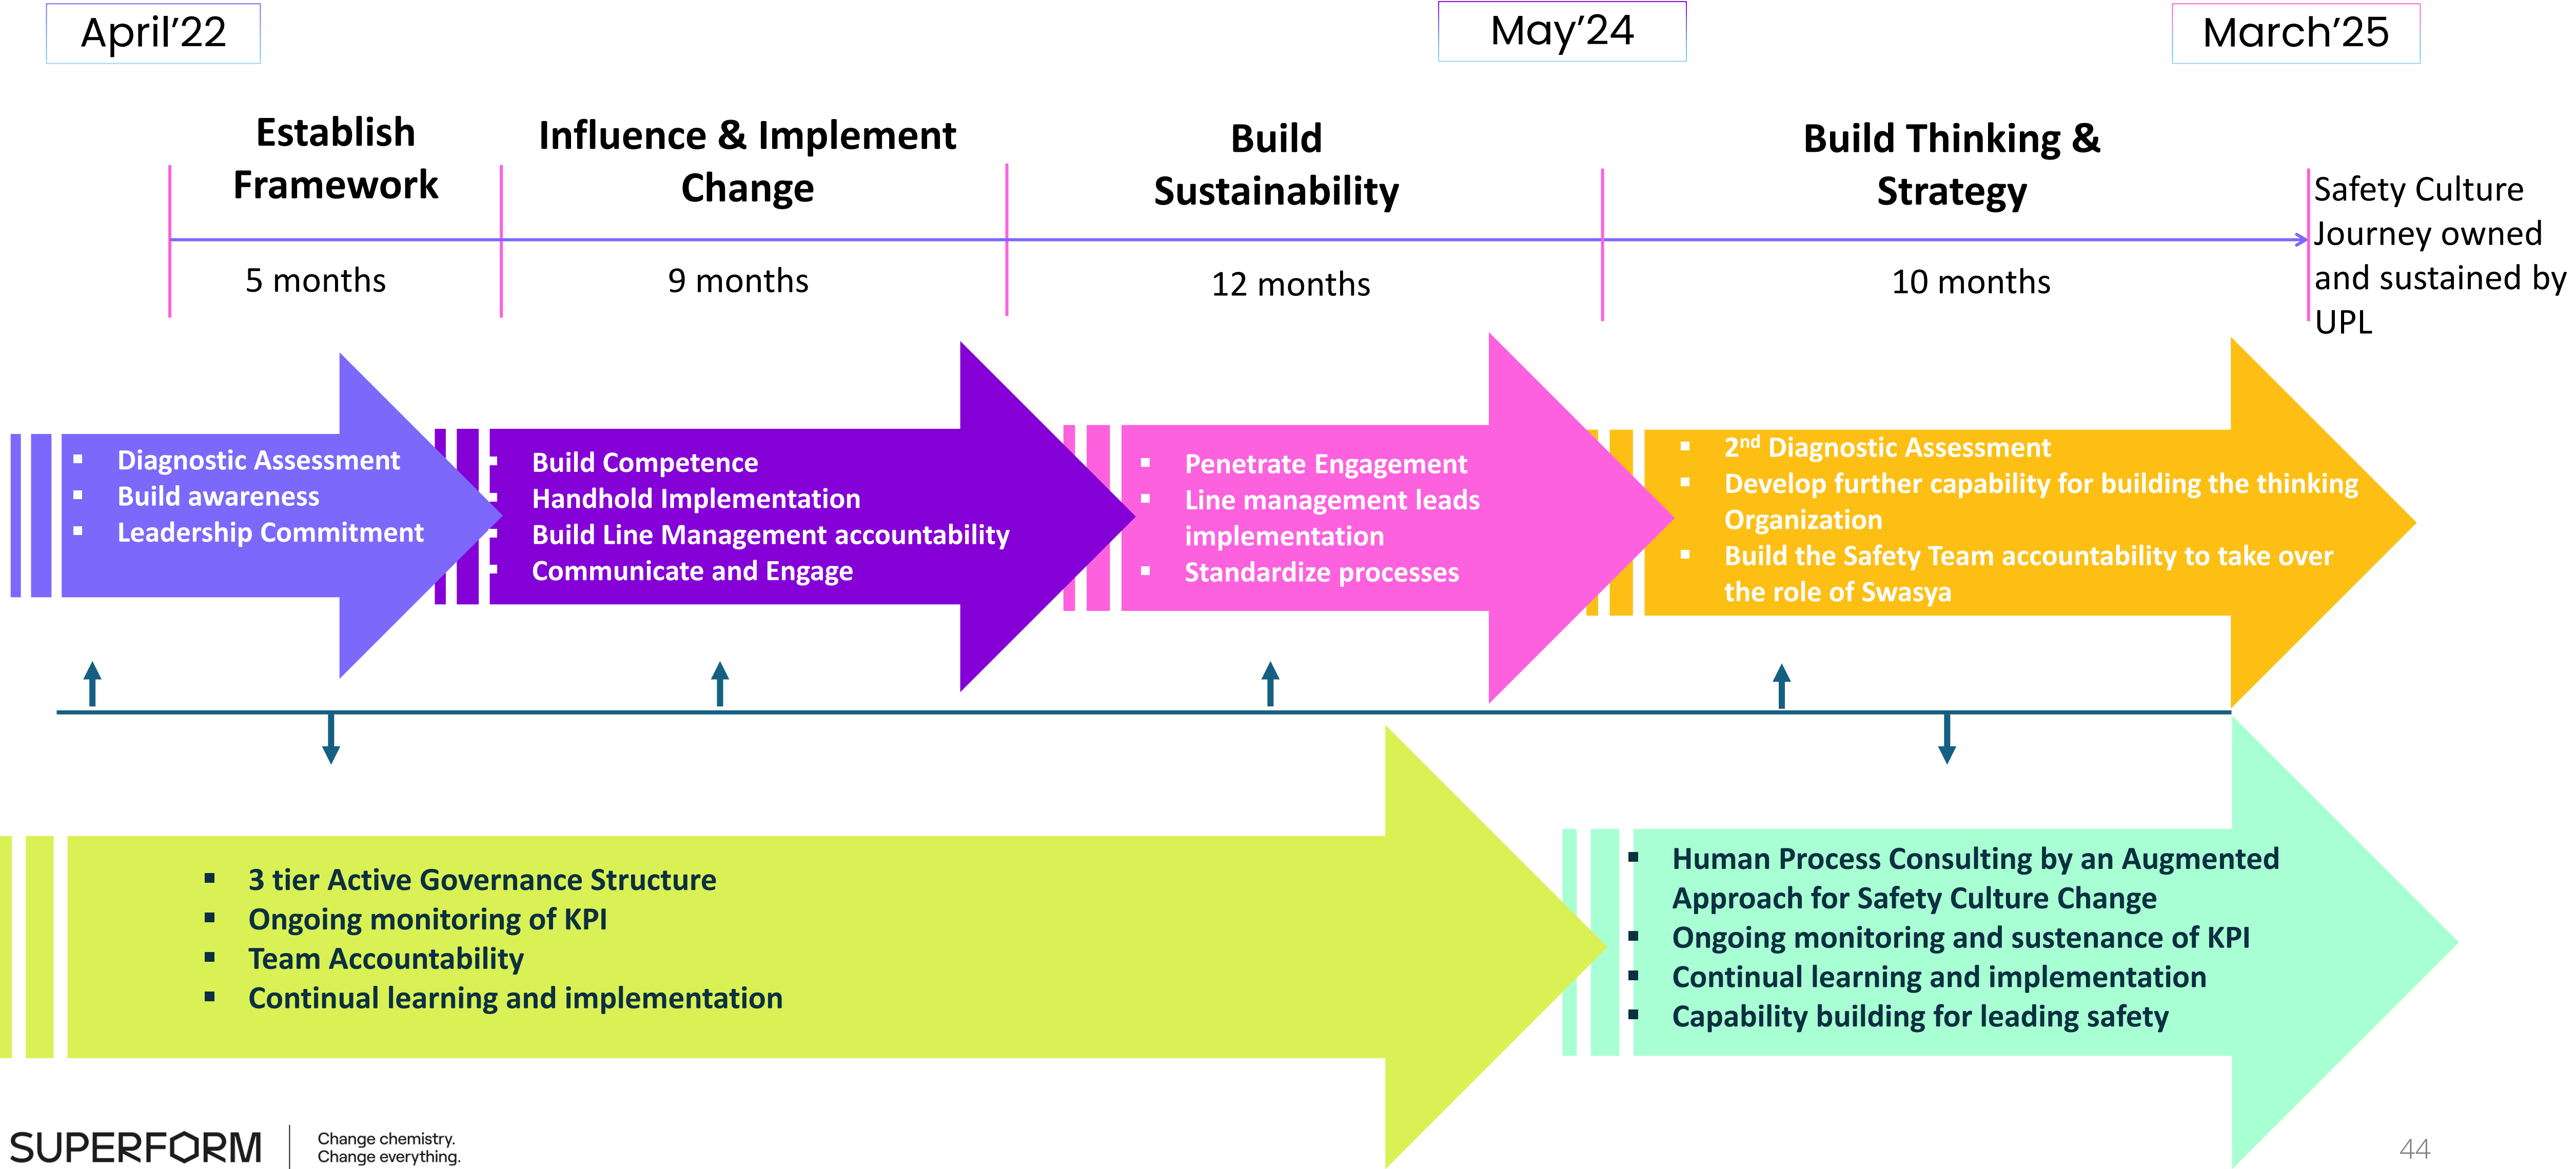 April’22
May’24
March’25
Establish
Framework
Influence & Implement
Change
Build
Sustainability
Build Thinking &
Strategy
5 months
9 months
12 months
10 months
Safety Culture
Journey owned
and sustained by
UPL
▪ Diagnostic Assessment
▪ Build awareness
▪ Leadership Commitment
▪ Build Competence
▪ Handhold Implementation
▪ Build Line Management accountability
▪ Communicate and Engage
▪ Penetrate Engagement
▪ Line management leads
implementation
▪ Standardize processes
▪ 2nd Diagnostic Assessment
▪ Develop further capability for building the thinking
Organization
▪ Build the Safety Team accountability to take over
the role of Swasya
▪ 3 tier Active Governance Structure
▪ Ongoing monitoring of KPI
▪ Team Accountability
▪ Continual learning and implementation
▪ Human Process Consulting by an Augmented
Approach for Safety Culture Change
▪ Ongoing monitoring and sustenance of KPI
▪ Continual learning and implementation
▪ Capability building for leading safety
SUPERFORM
Change chemistry.
Change everything.
44